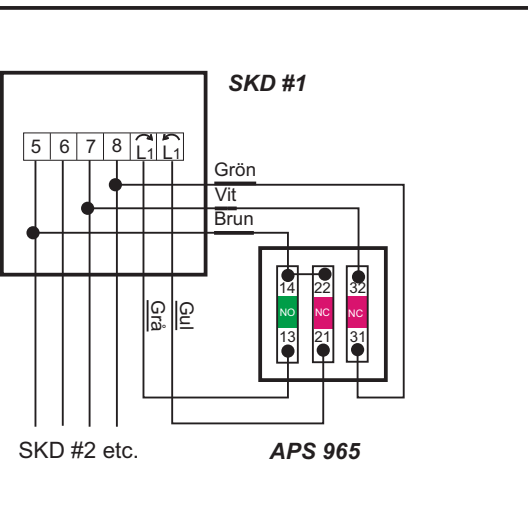 SKD #1
5 6 7 8 L1 L1
Grön
Vit
Brun
14 22 32
NO NC NC
13 21 31
Grå
Gul
SKD #2 etc.
APS 965